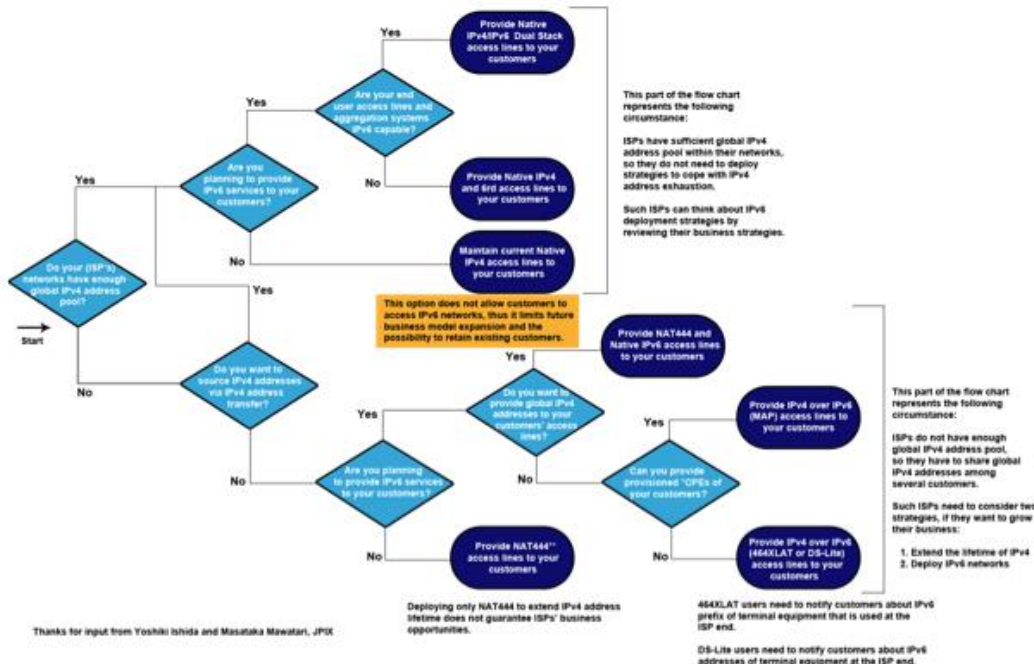 Provide Native
IPv4/IPv6 Dual Stack
access lines to your
customers
Yes
Are your end
user access lines and
aggregation systems
IPv6 capable?
Yes
No
Provide Native IPv4
and 6rd access lines to
your customers
Are you
planning to provide
IPv6 services to your
customers?
Yes
No
Maintain current Native
IPv4 access lines to
your customers
This part of the flow chart
represents the following
circumstance:
ISPs have sufficient global IPv4
address pool within their networks,
so they do not need to deploy
strategies to cope with IPv4
address exhaustion.
Such ISPs can think about IPv6
deployment strategies by
reviewing their business strategies.
Do your (ISP's)
networks have enough
global IPv4 address
pool?
Start
Yes
No
This option does not allow customers to
access IPv6 networks, thus it limits future
business model expansion and the
possibility to retain existing customers.
Do you want to
source IPv4 addresses
via IPv4 address
transfer?
No
Yes
Provide NAT444 and
Native IPv6 access lines
to your customers
Do you want to
provide global IPv4
addresses to your
customers' access
lines?
Yes
No
Yes
Provide IPv4 over IPv6
(MAP) access lines to
your customers
Are you planning
to provide IPv6 services
to your customers?
Can you provide
provisioned *CPEs of
your customers?
No
No
Provide NAT444**
access lines to your
customers
Provide IPv4 over IPv6
(464XLAT or DS-Lite)
access lines to your
customers
This part of the flow chart
represents the following
circumstance:
ISPs do not have enough
global IPv4 address pool,
so they have to share global
IPv4 addresses among
several customers.
Such ISPs need to consider two
strategies, if they want to grow
their business:
1. Extend the lifetime of IPv4
2. Deploy IPv6 networks
Deploying only NAT444 to extend IPv4 address
lifetime does not guarantee ISPs' business
opportunities.
464XLAT users need to notify customers about IPv6
prefix of terminal equipment that is used at the
ISP end.
DS-Lite users need to notify customers about IPv6
addresses of terminal equipment at the ISP end.
Thanks for input from Yoshiki Ishida and Masataka Mawatari, JPIX